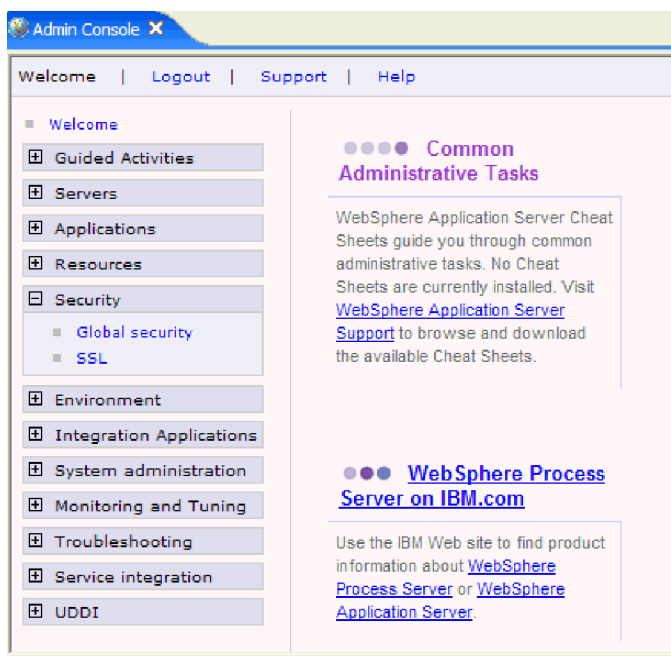 Admin Console
Welcome | Logout | Support | Help
Welcome
Guided Activities
Servers
Applications
Resources
Security
Global security
SSL
Environment
Integration Applications
System administration
Monitoring and Tuning
Troubleshooting
Service integration
UDDI
Common
Administrative Tasks
WebSphere Application Server Cheat
Sheets guide you through common
administrative tasks. No Cheat
Sheets are currently installed. Visit
WebSphere Application Server
Support to browse and download
the available Cheat Sheets.
WebSphere Process
Server on IBM.com
Use the IBM Web site to find product
information about WebSphere
Process Server or WebSphere
Application Server.